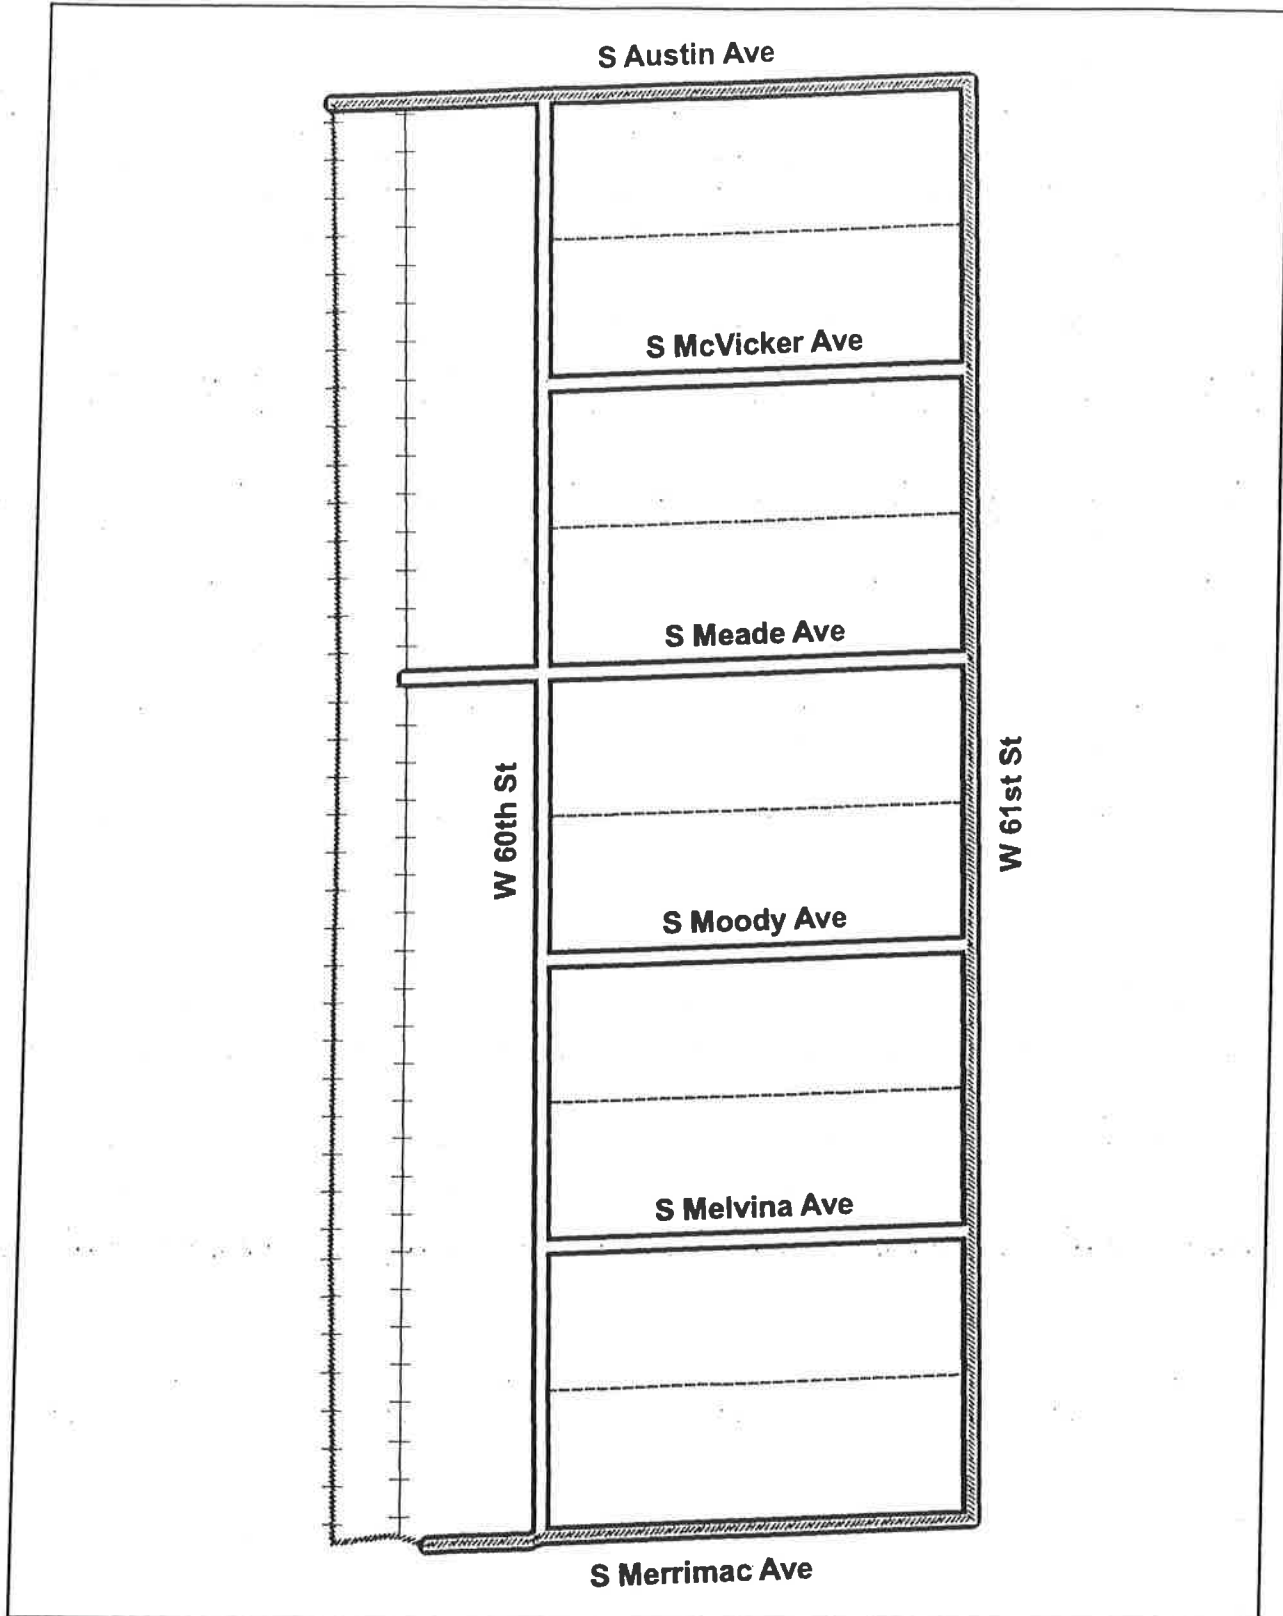 S Austin Ave
S McVicker Ave
S Meade Ave
W 60th St
W 61st St
S Moody Ave
S Melvina Ave
S Merrimac Ave